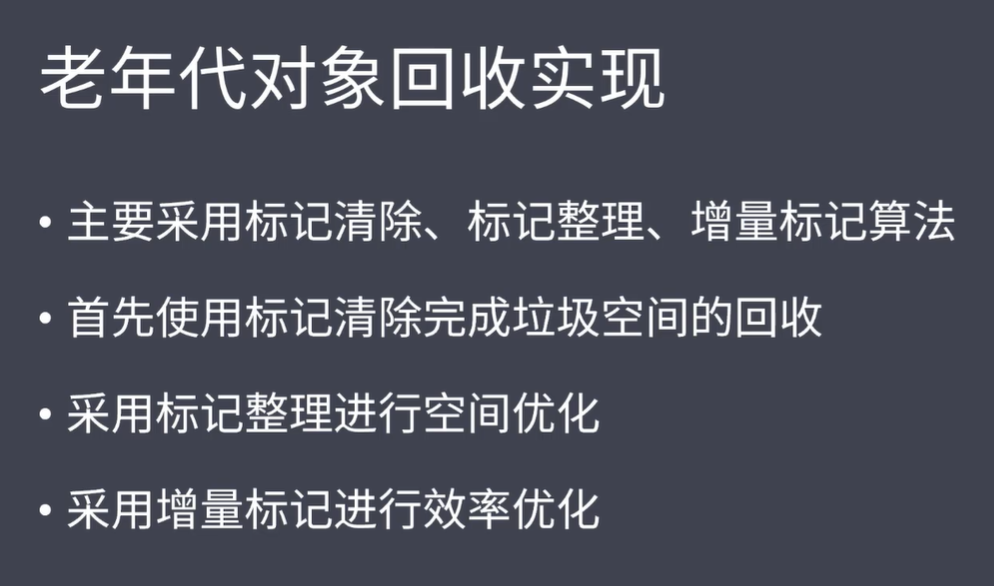 老年代对象回收实现
• 主要采用标记清除、标记整理、增量标记算法
• 首先使用标记清除完成垃圾空间的回收
• 采用标记整理进行空间优化
• 采用增量标记进行效率优化